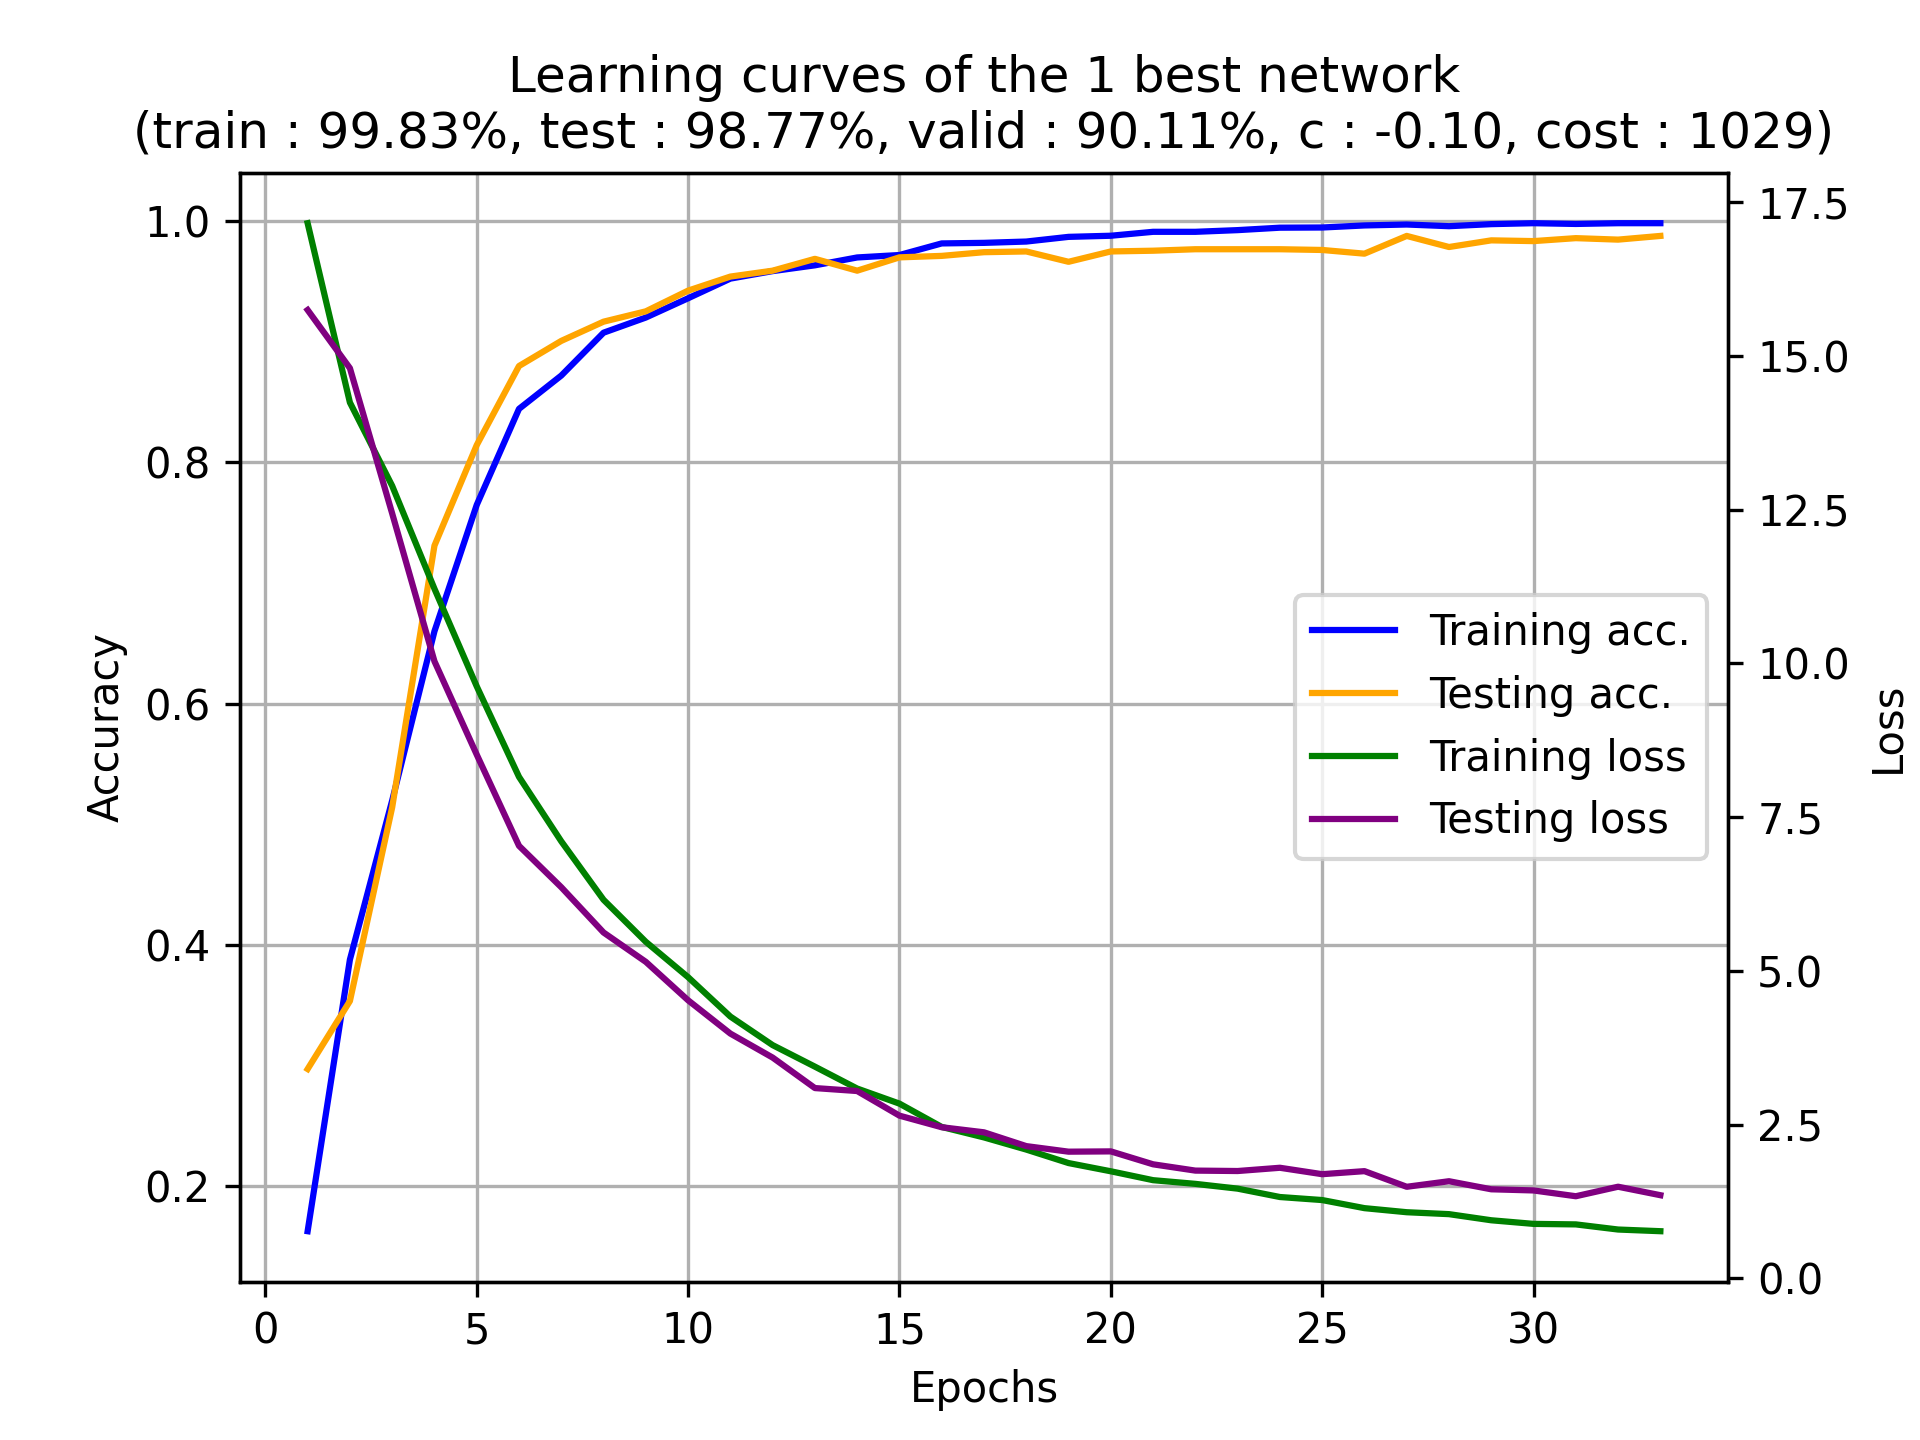 Learning curves of the 1 best network
(train : 99.83%, test : 98.77%, valid : 90.11%, c : -0.10, cost : 1029)
1.0
0.8
0.6
0.4
0.2
Accuracy
17.5
15.0
12.5
10.0
7.5
5.0
2.5
0.0
Loss
Training acc.
Testing acc.
Training loss
Testing loss
0 5 10 15 20 25 30
Epochs